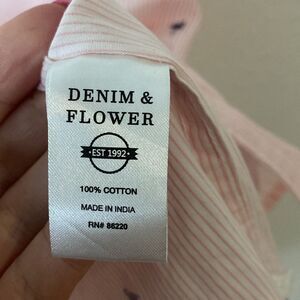 DENIM &
FLOWER
•EST 1992•
100% COTTON
MADE IN INDIA
RN# 86220